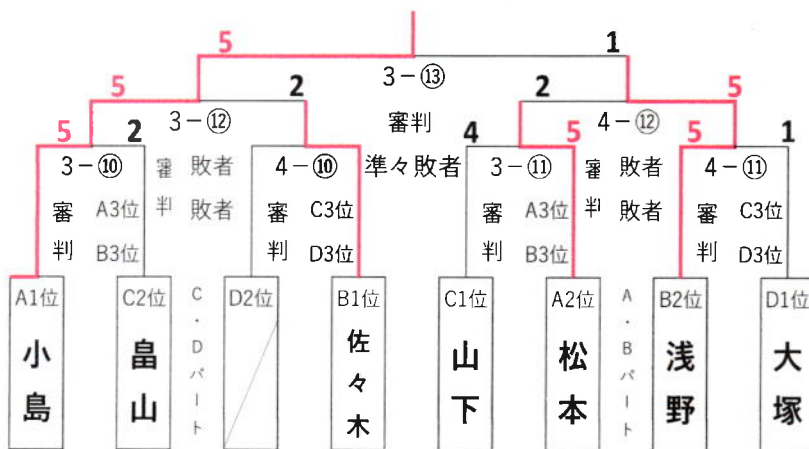 5 1
3－⑬
5 2 2 5
3－⑫ 審判 4－⑫
5 2 準々敗者 4 5 5 1
3－⑩ 4－⑩ 3－⑪ 4－⑪
審判 A3位 B3位
審判 敗者 敗者
審判 C3位 D3位
審判 A3位 B3位
審判 敗者 敗者
審判 C3位 D3位
A1位 小島
C2位 畠山
C・Dパート
D2位
B1位 佐々木
C1位 山下
A2位 松本
A・Bパート
B2位 浅野
D1位 大塚